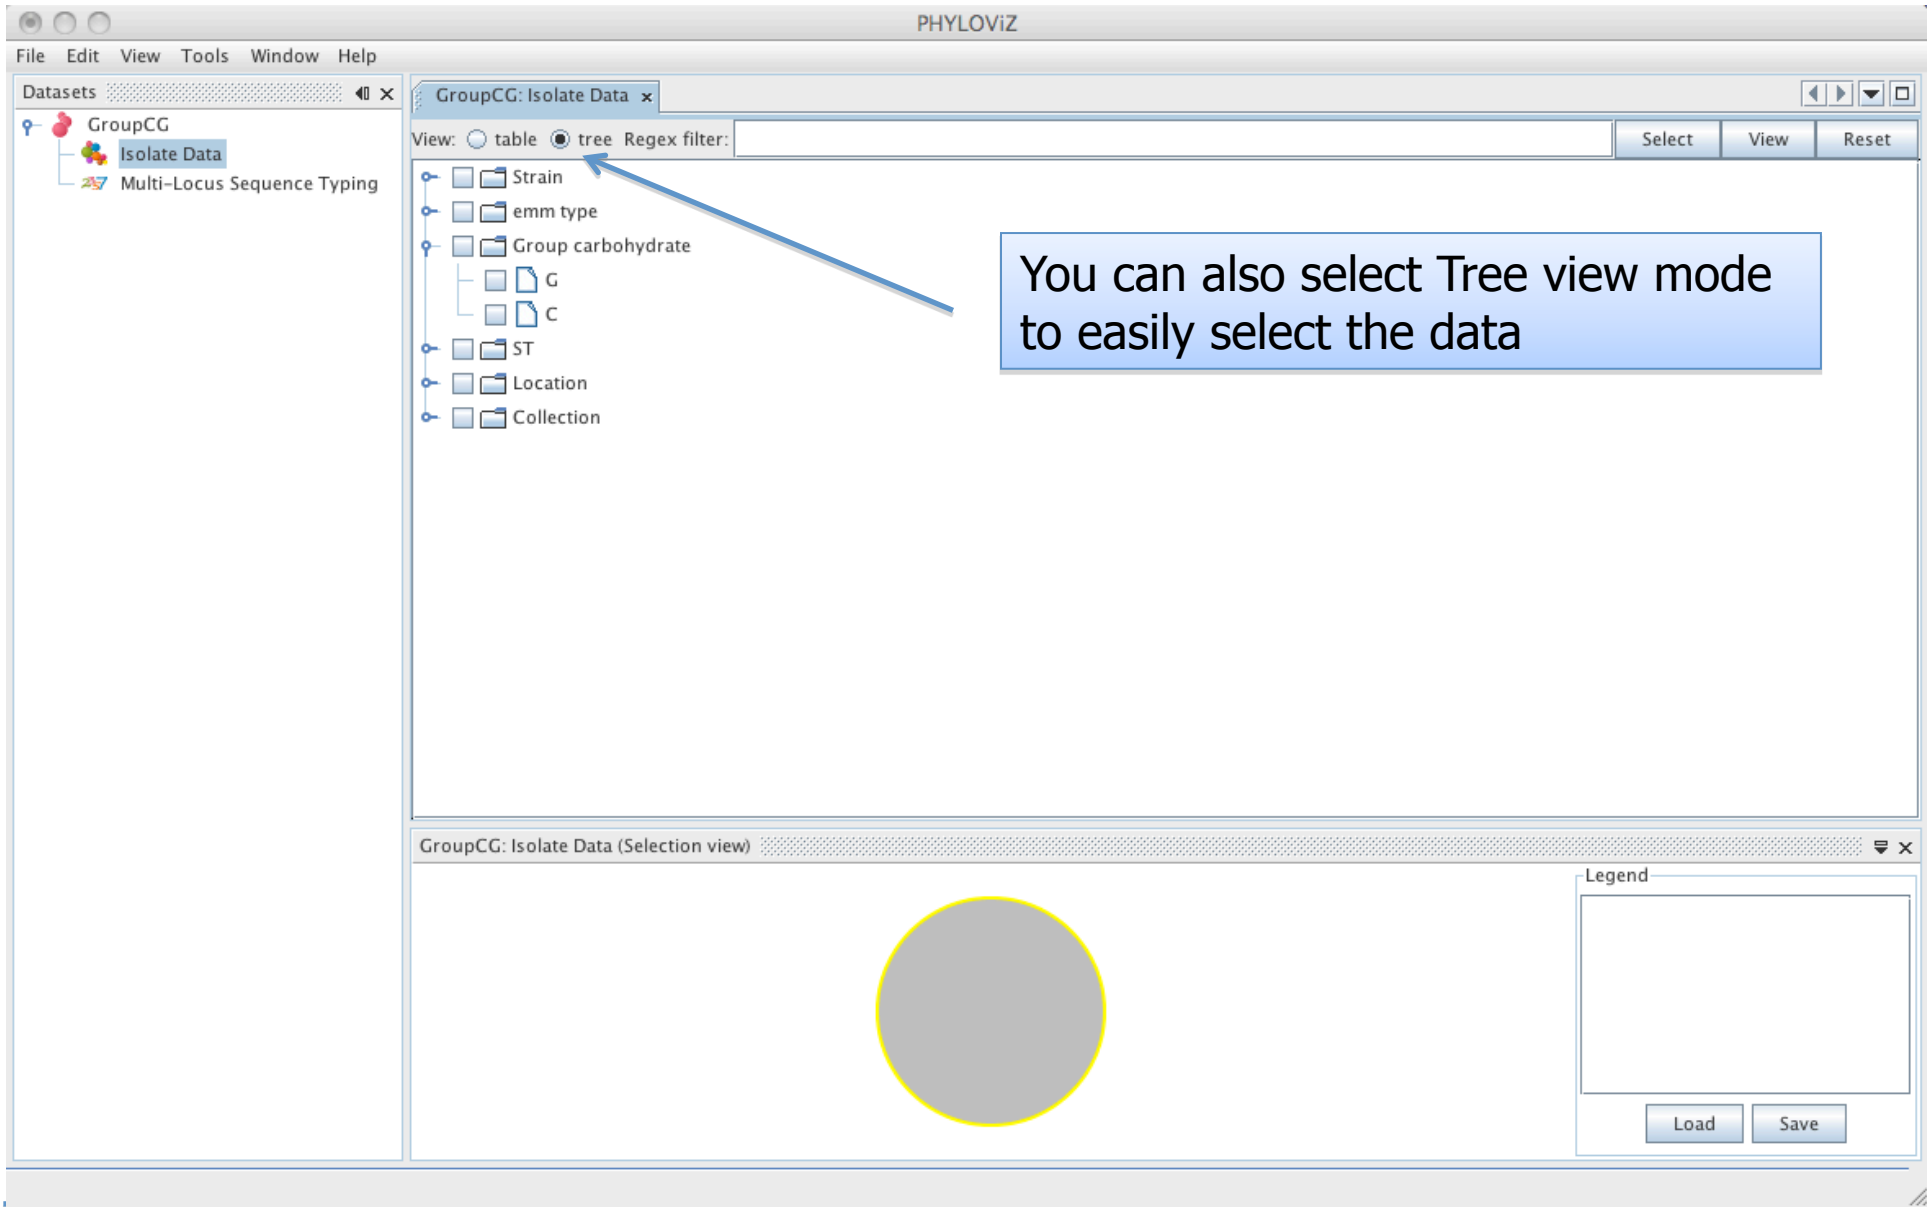 PHYLOViZ
File Edit View Tools Window Help
Datasets
GroupCG
Isolate Data
Multi-Locus Sequence Typing
GroupCG: Isolate Data
View: table tree Regex filter: Select View Reset
Strain
emm type
Group carbohydrate
G
C
ST
Location
Collection
You can also select Tree view mode
to easily select the data
GroupCG: Isolate Data (Selection view)
Legend
Load Save